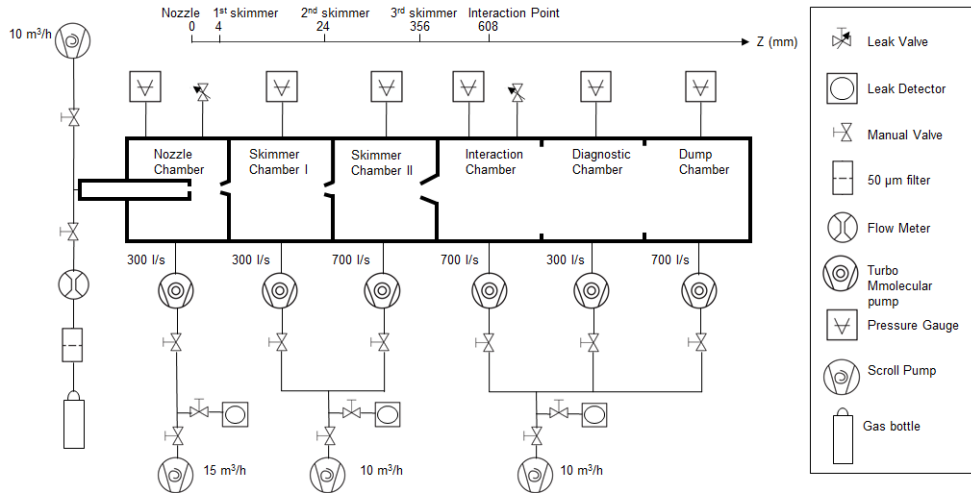 Nozzle 1st skimmer 2nd skimmer 3rd skimmer Interaction Point
0 4 24 356 608
Z (mm)
10 m³/h
Nozzle
Chamber
Skimmer
Chamber I
Skimmer
Chamber II
Interaction
Chamber
Diagnostic
Chamber
Dump
Chamber
300 l/s 300 l/s 700 l/s 700 l/s 300 l/s 700 l/s
15 m³/h 10 m³/h 10 m³/h
Leak Valve
Leak Detector
Manual Valve
50 µm filter
Flow Meter
Turbo
Mmolecular
pump
Pressure Gauge
Scroll Pump
Gas bottle